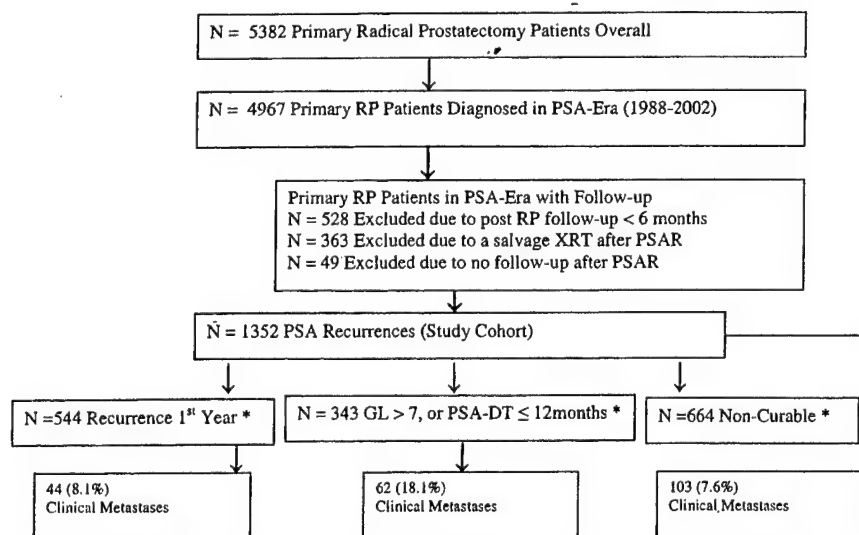 N = 5382 Primary Radical Prostatectomy Patients Overall
N = 4967 Primary RP Patients Diagnosed in PSA-Era (1988-2002)
Primary RP Patients in PSA-Era with Follow-up
N = 528 Excluded due to post RP follow-up < 6 months
N = 363 Excluded due to a salvage XRT after PSAR
N = 49 Excluded due to no follow-up after PSAR
N = 1352 PSA Recurrences (Study Cohort)
N =544 Recurrence 1st Year *
N = 343 GL > 7, or PSA-DT ≤ 12months *
N =664 Non-Curable *
44 (8.1%)
Clinical Metastases
62 (18.1%)
Clinical Metastases
103 (7.6%)
Clinical Metastases